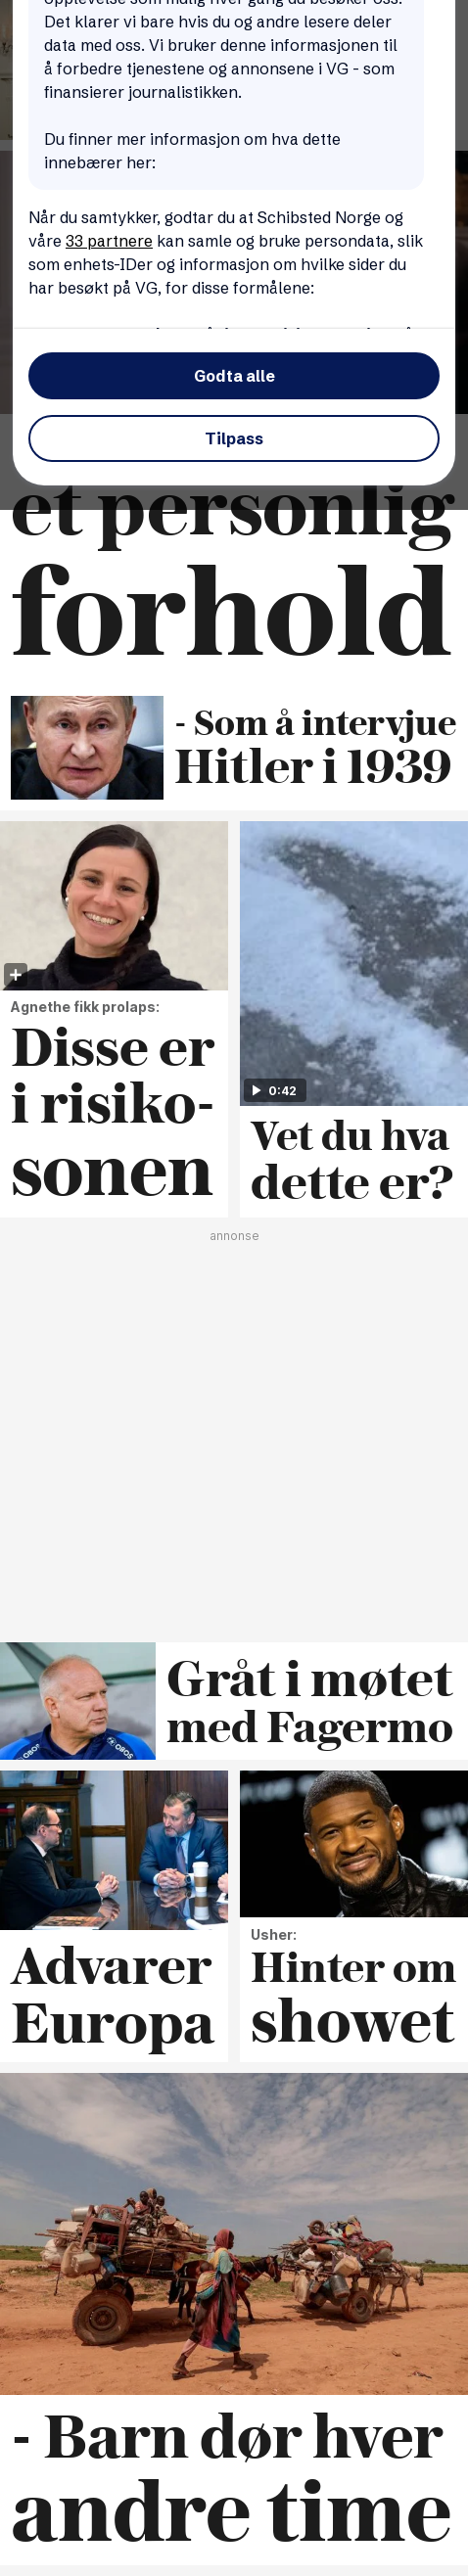 Det klarer vi bare hvis du og andre lesere deler
data med oss. Vi bruker denne informasjonen til
å forbedre tjenestene og annonsene i VG - som
finansierer journalistikken.
Du finner mer informasjon om hva dette
innebærer her:
Når du samtykker, godtar du at Schibsted Norge og
våre 33 partnere kan samle og bruke persondata, slik
som enhets-IDer og informasjon om hvilke sider du
har besøkt på VG, for disse formålene:
Godta alle
Tilpass
et personlig
forhold
- Som å intervjue
Hitler i 1939
Agnethe fikk prolaps:
Disse er
i risiko-
sonen
0:42
Vet du hva
dette er?
annonse
Gråt i møtet
med Fagermo
OBOS
OBOS
Advarer
Europa
Usher:
Hinter om
showet
- Barn dør hver
andre time